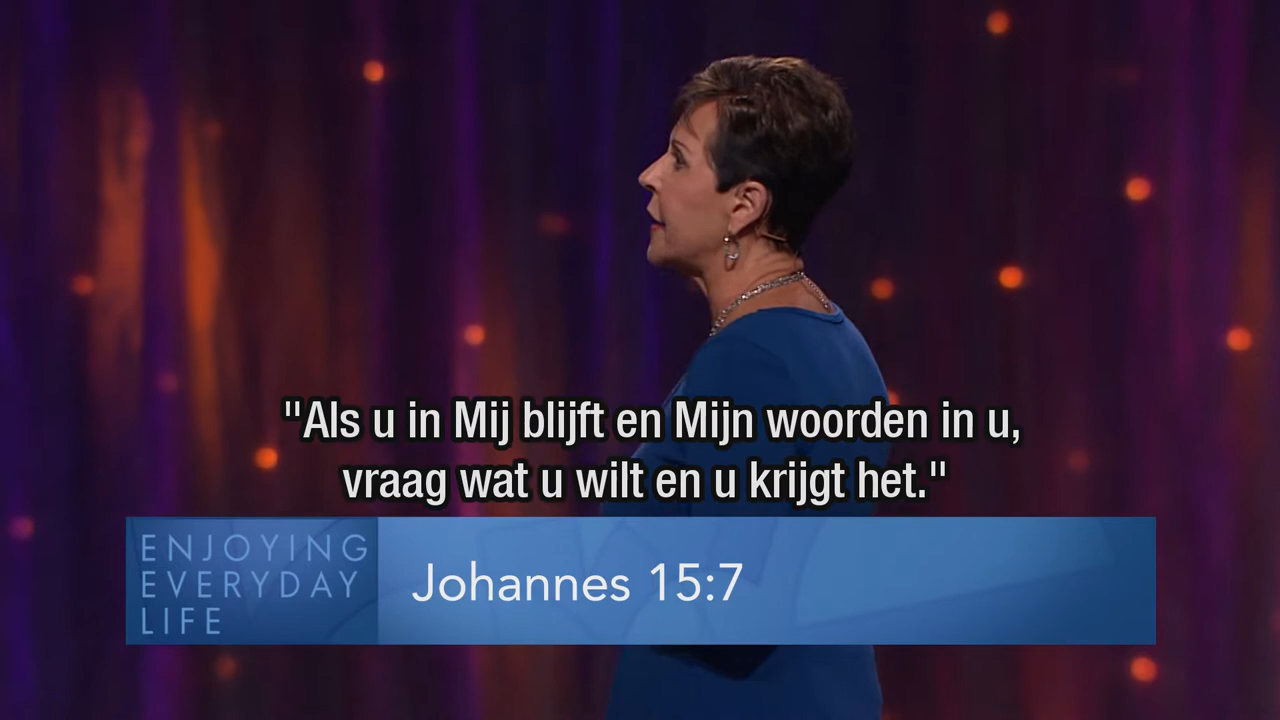 "Als u in Mij blijft en Mijn woorden in u,
vraag wat u wilt en u krijgt het."
ENJOYING
EVERYDAY
LIFE
Johannes 15:7